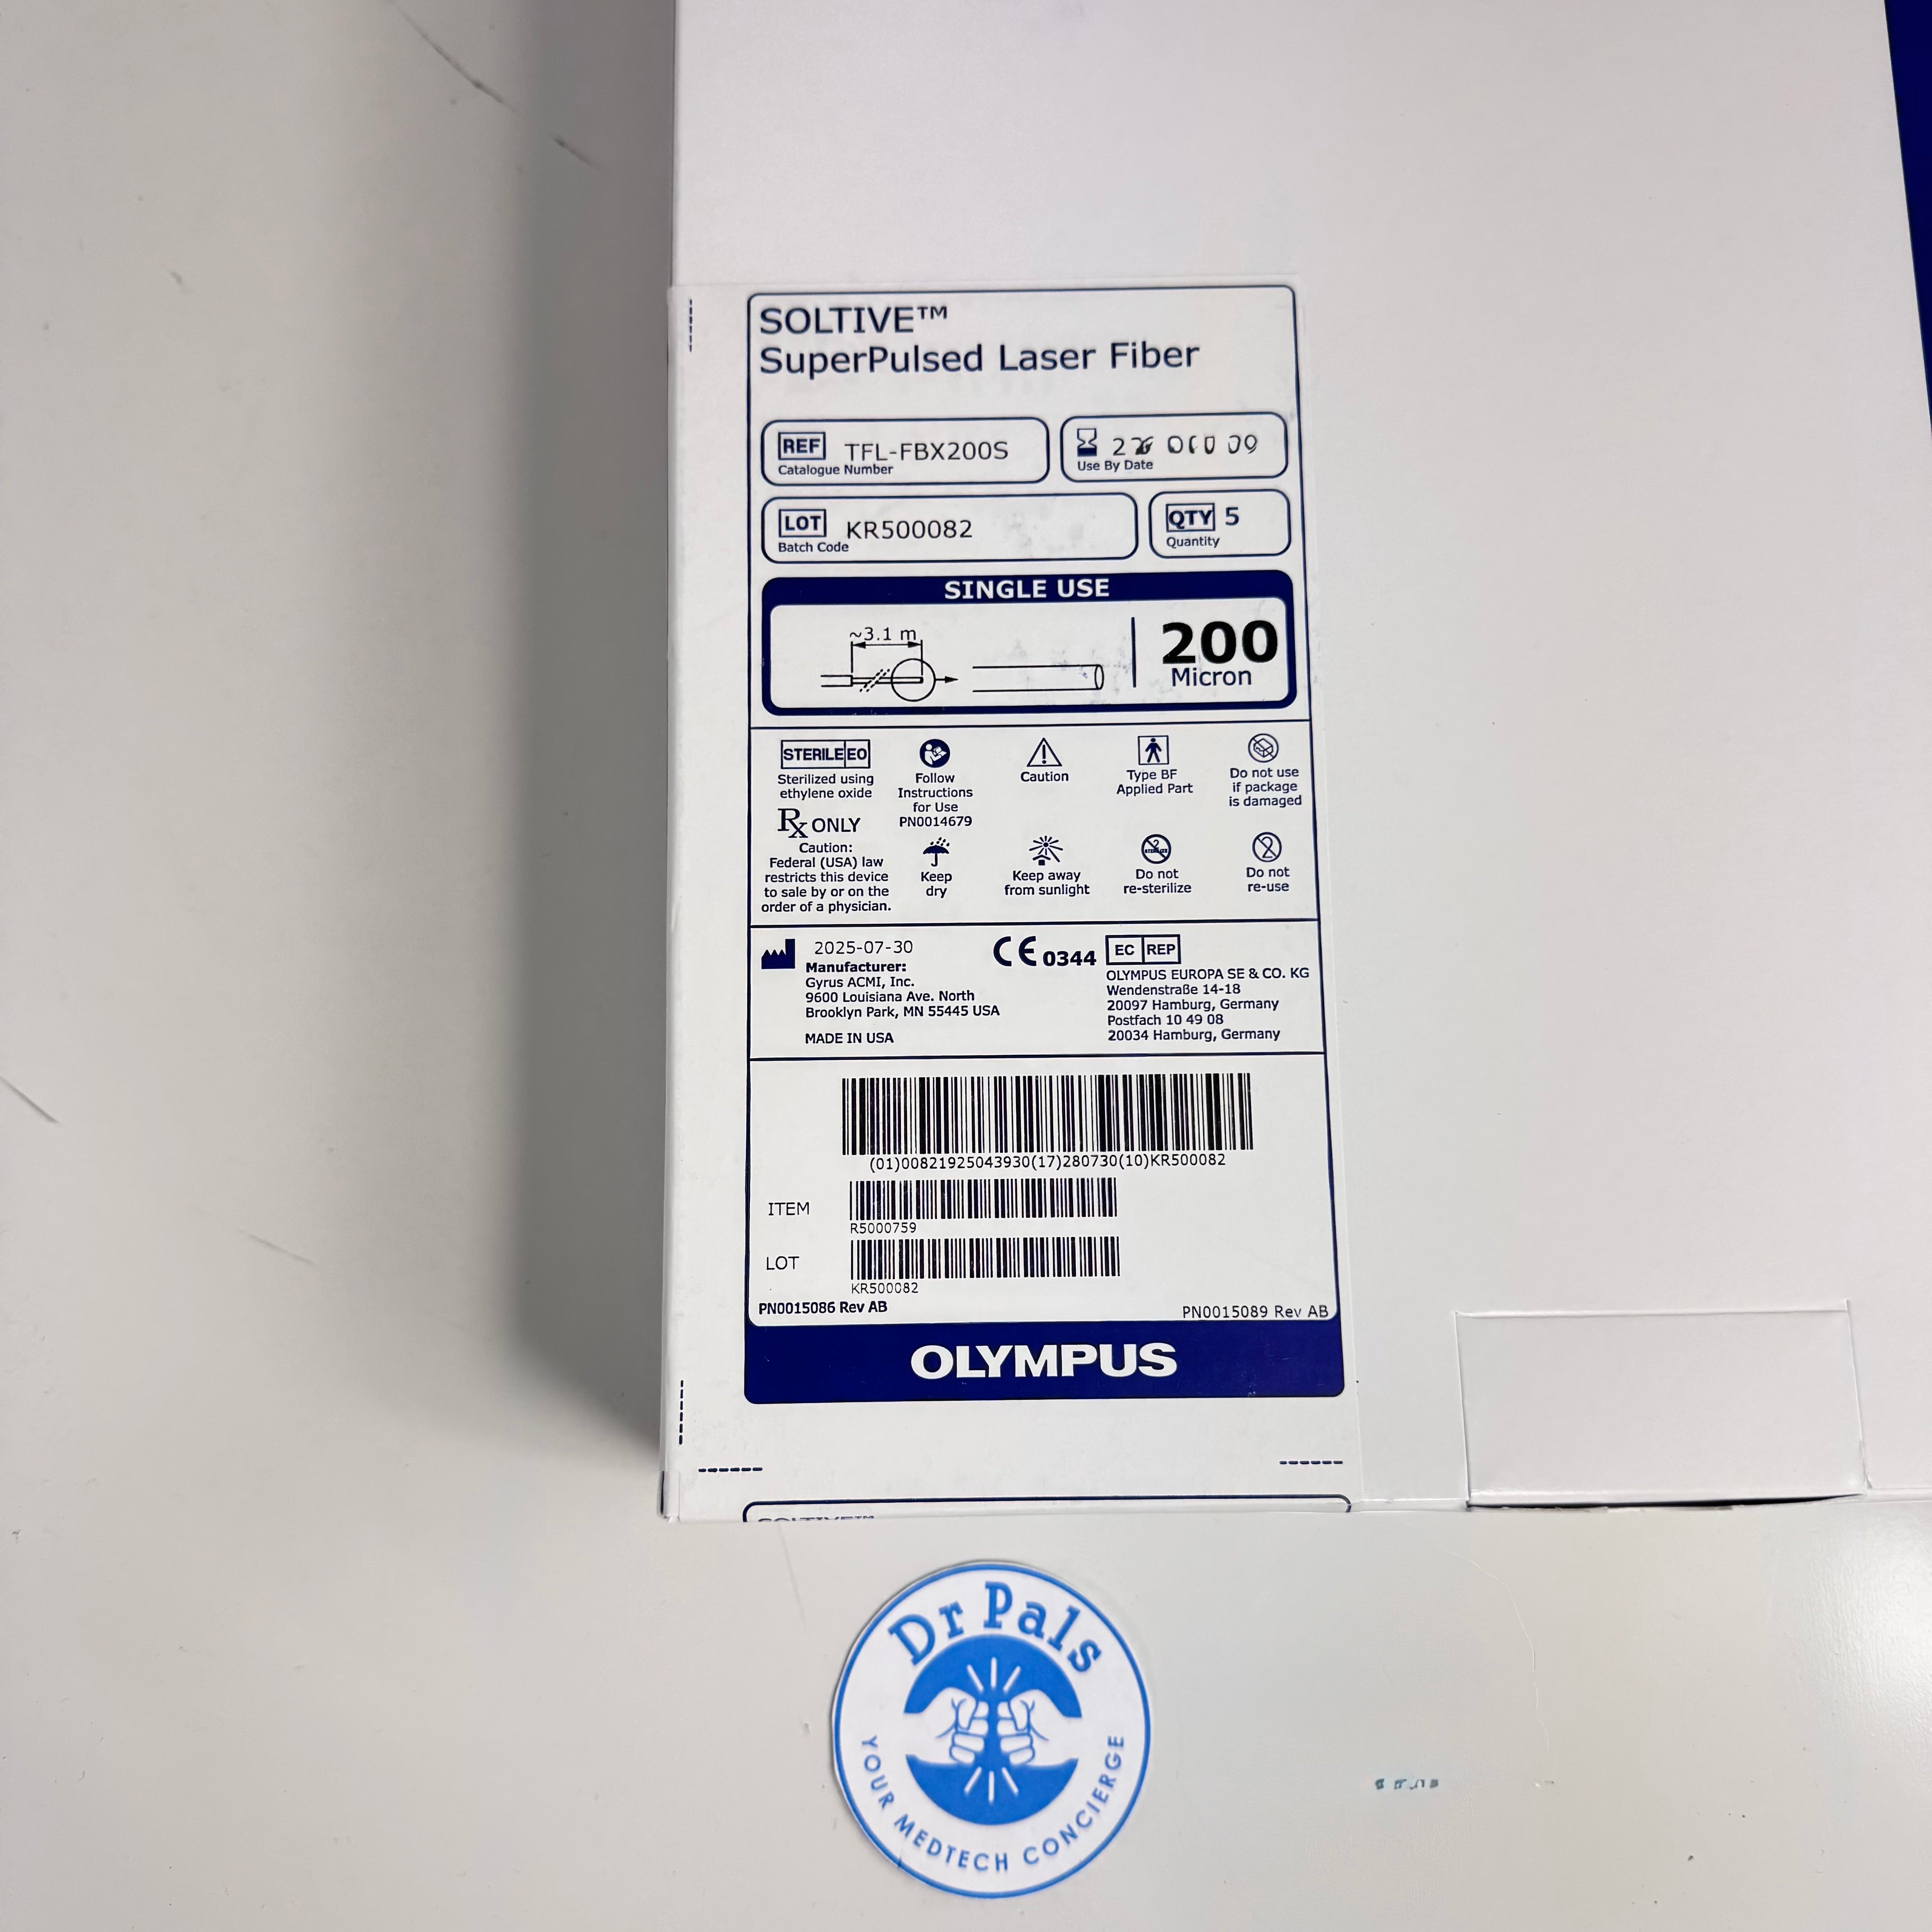 SOLTIVE™
SuperPulsed Laser Fiber
REF TFL-FBX200S
Catalogue Number
Use By Date
LOT KR500082
Batch Code
QTY 5
Quantity
SINGLE USE
~3.1 m
200
Micron
STERILE EO
Sterilized using
ethylene oxide
Follow
Instructions
for Use
PN0014679
Caution
Type BF
Applied Part
Do not use
if package
is damaged
Rx ONLY
Caution:
Federal (USA) law
restricts this device
to sale by or on the
order of a physician.
Keep
dry
Keep away
from sunlight
2
STERILIZE
Do not
re-sterilize
2
Do not
re-use
2025-07-30
Manufacturer:
Gyrus ACMI, Inc.
9600 Louisiana Ave. North
Brooklyn Park, MN 55445 USA
MADE IN USA
CE 0344
EC REP
OLYMPUS EUROPA SE & CO. KG
Wendenstraße 14-18
20097 Hamburg, Germany
Postfach 10 49 08
20034 Hamburg, Germany
(01)00821925043930(17)280730(10)KR500082
ITEM
R5000759
LOT
KR500082
PN0015086 Rev AB
PN0015089 Rev AB
OLYMPUS
SOLTIVE™
Dr Pals
YOUR MEDTECH CONCIERGE